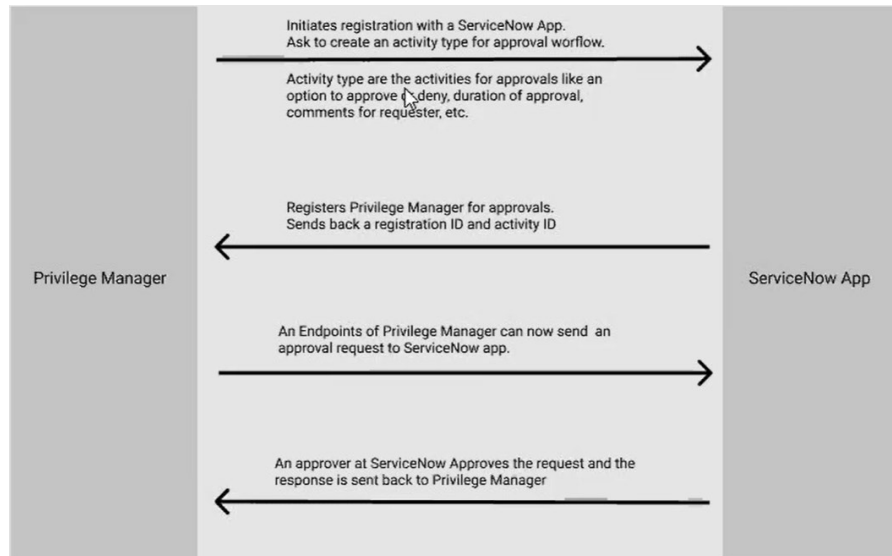 Initiates registration with a ServiceNow App.
Ask to create an activity type for approval worflow.
Activity type are the activities for approvals like an
option to approve deny, duration of approval,
comments for requester, etc.
Registers Privilege Manager for approvals.
Sends back a registration ID and activity ID
Privilege Manager
ServiceNow App
An Endpoints of Privilege Manager can now send an
approval request to ServiceNow app.
An approver at ServiceNow Approves the request and the
response is sent back to Privilege Manager